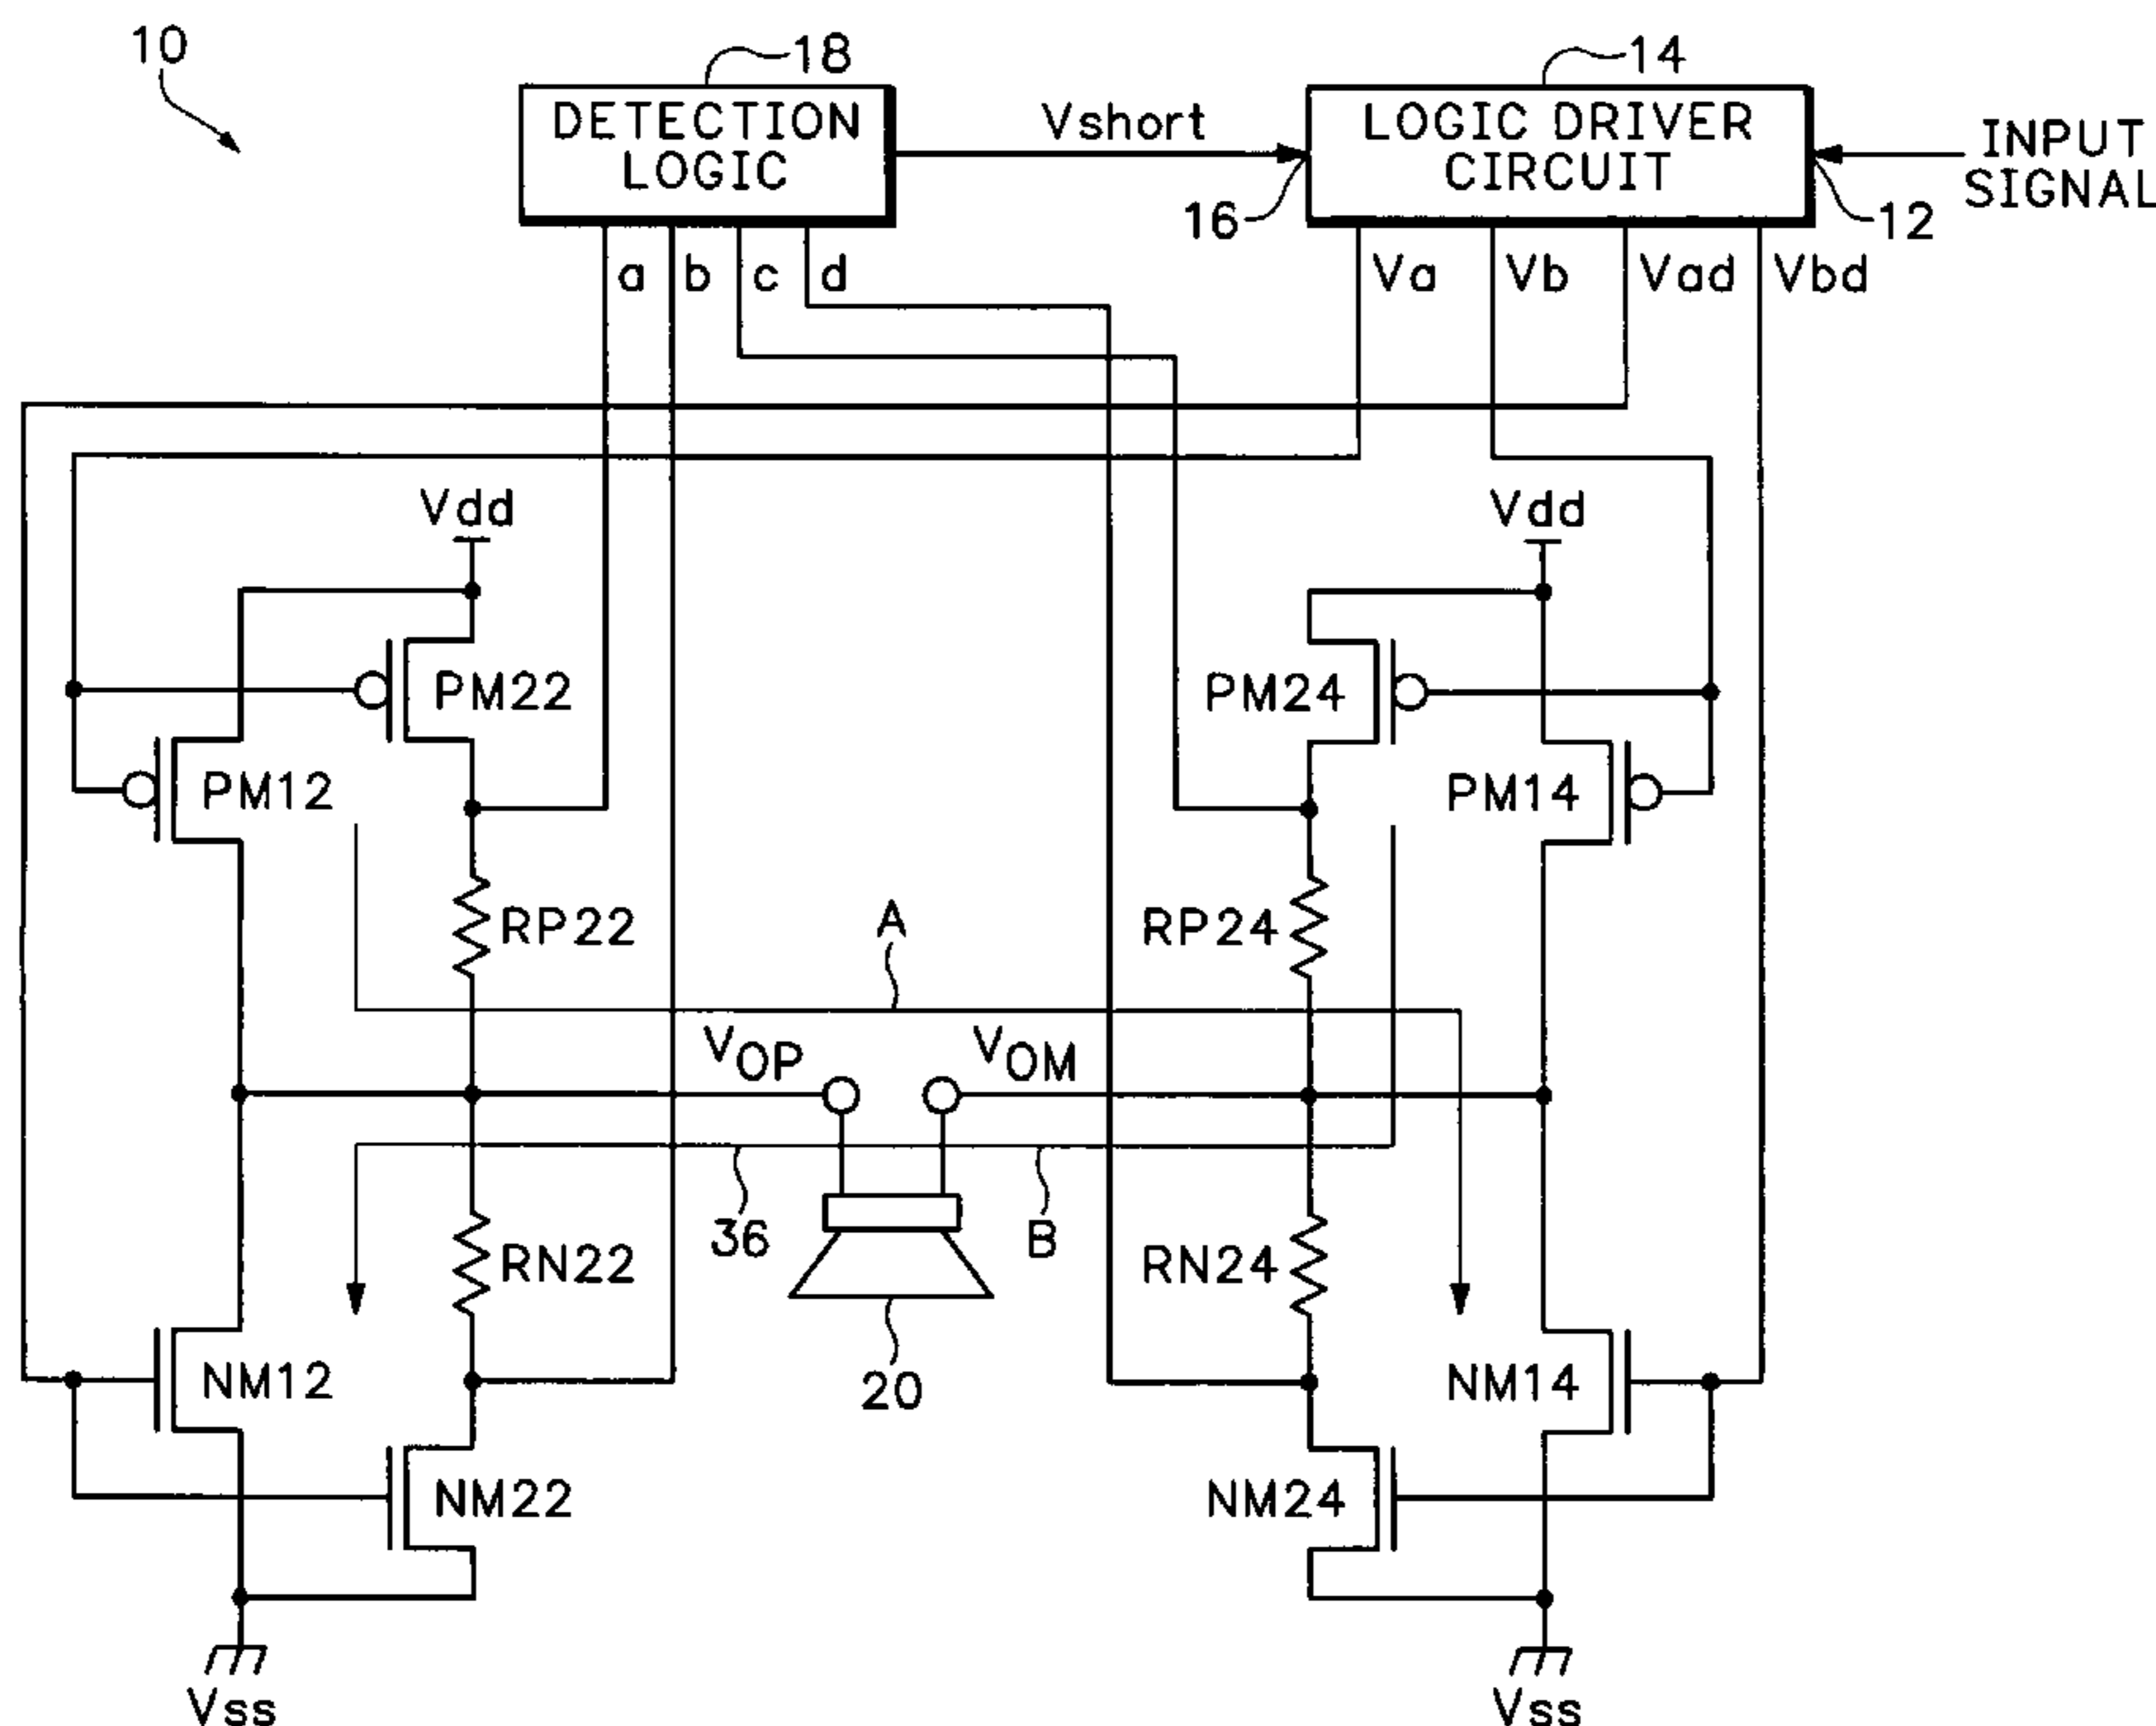 10
18
14
DETECTION
LOGIC
Vshort
LOGIC DRIVER
CIRCUIT
INPUT
SIGNAL
16
12
a
b
c
d
Va
Vb
Vad
Vbd
Vdd
Vdd
PM22
PM24
PM12
PM14
RP22
A
RP24
VOP
VOM
36
B
RN22
RN24
NM12
20
NM14
NM22
NM24
Vss
Vss